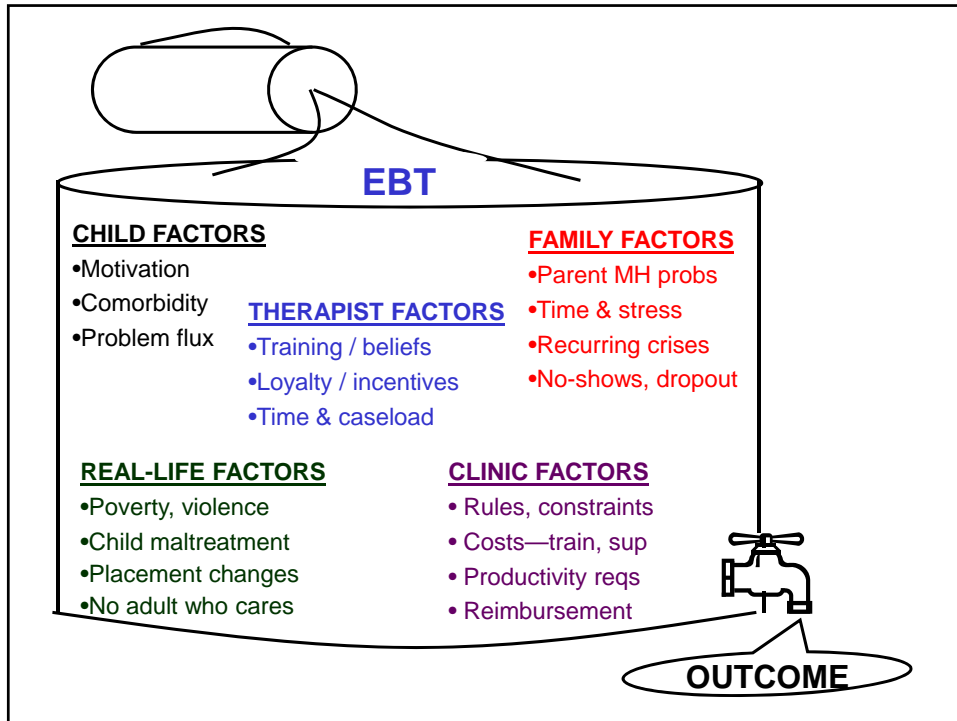 EBT
CHILD FACTORS
•Motivation
•Comorbidity
•Problem flux
THERAPIST FACTORS
•Training / beliefs
•Loyalty / incentives
•Time & caseload
FAMILY FACTORS
•Parent MH probs
•Time & stress
•Recurring crises
•No-shows, dropout
REAL-LIFE FACTORS
•Poverty, violence
•Child maltreatment
•Placement changes
•No adult who cares
CLINIC FACTORS
• Rules, constraints
• Costs—train, sup
• Productivity reqs
• Reimbursement
OUTCOME